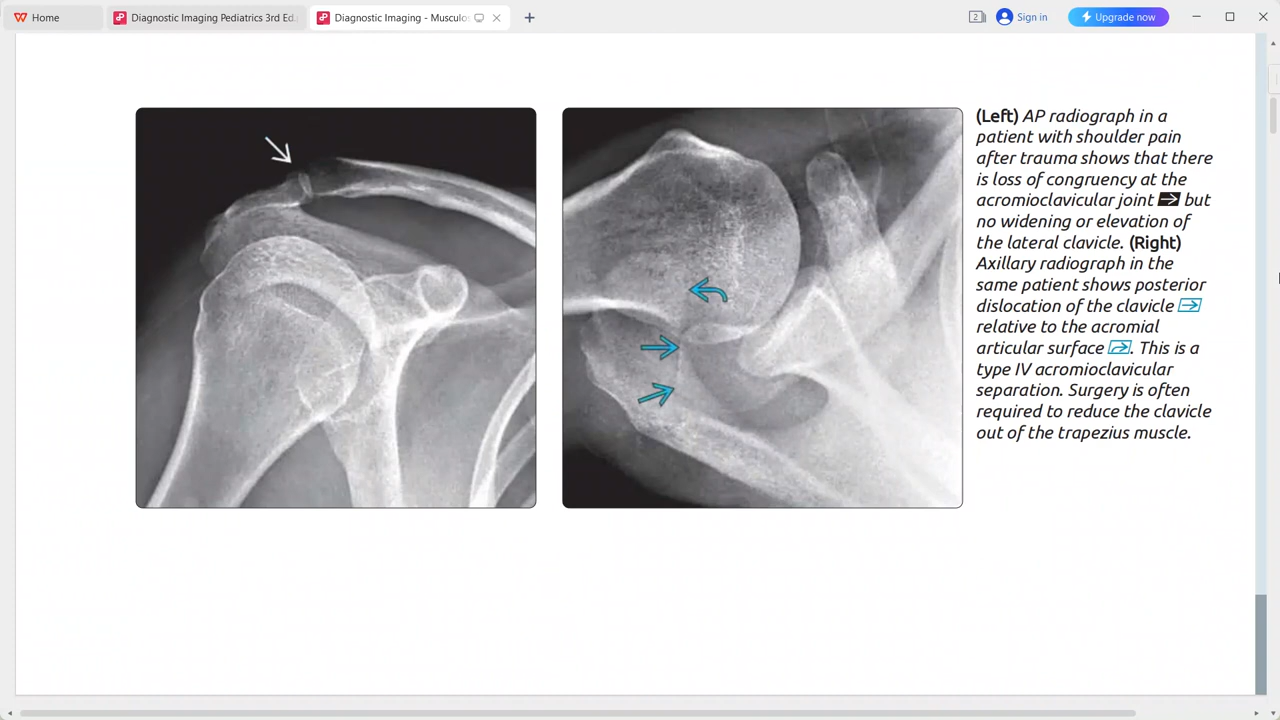 Home
Diagnostic Imaging Pediatrics 3rd Ed.
Diagnostic Imaging - Musculos
2
Sign in
Upgrade now
(Left) AP radiograph in a
patient with shoulder pain
after trauma shows that there
is loss of congruency at the
acromioclavicular joint but
no widening or elevation of
the lateral clavicle. (Right)
Axillary radiograph in the
same patient shows posterior
dislocation of the clavicle
relative to the acromial
articular surface . This is a
type IV acromioclavicular
separation. Surgery is often
required to reduce the clavicle
out of the trapezius muscle.